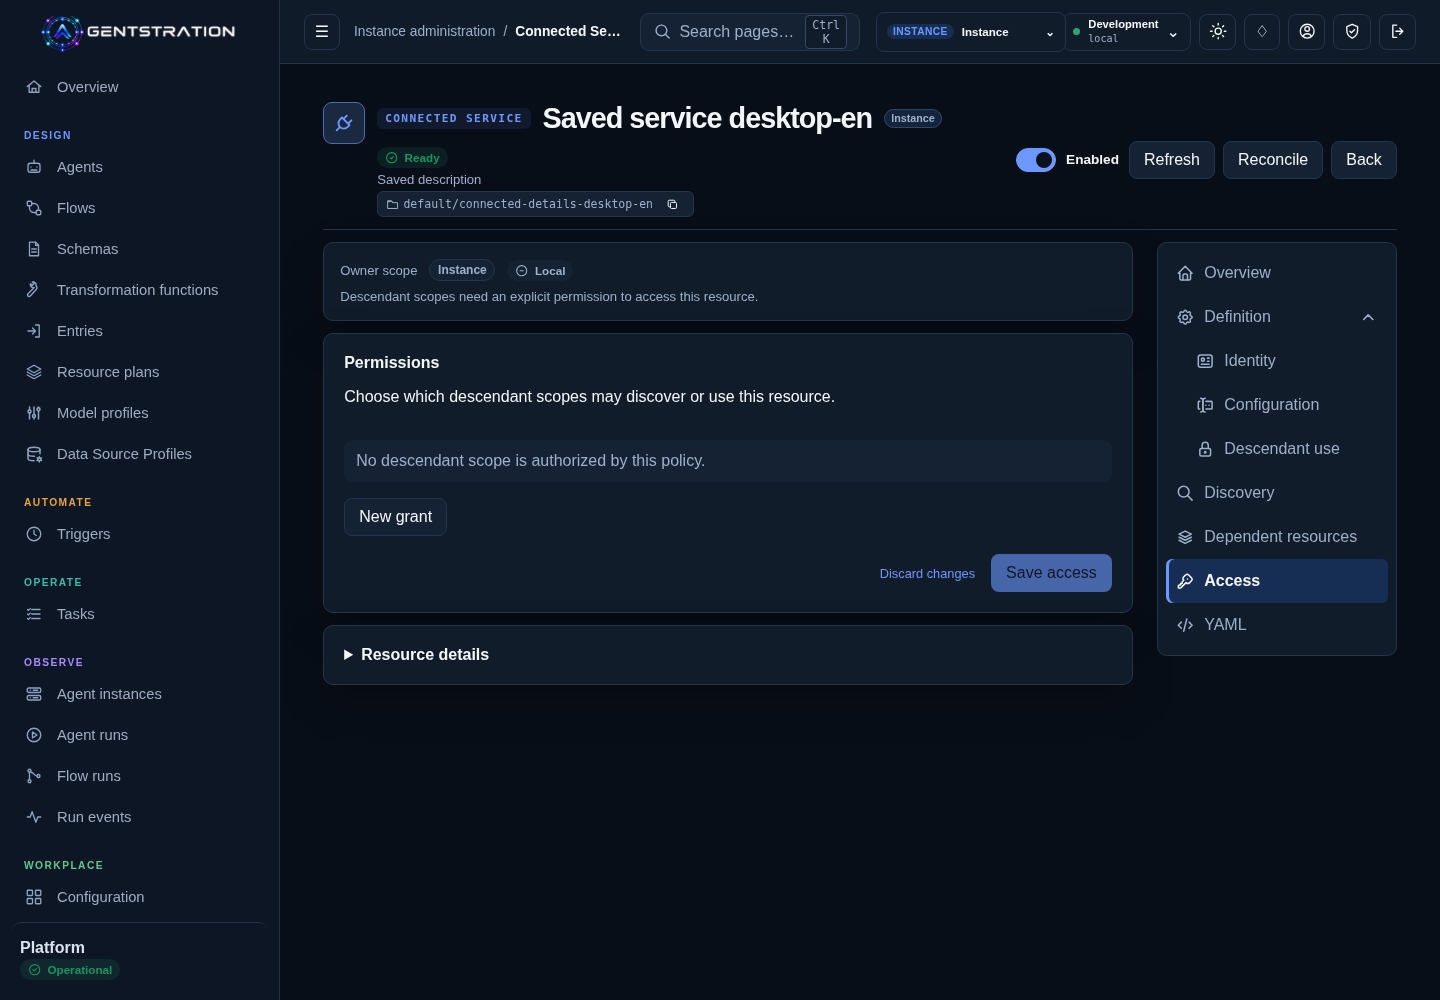 GENTSTRATION
Overview
DESIGN
Agents
Flows
Schemas
Transformation functions
Entries
Resource plans
Model profiles
Data Source Profiles
AUTOMATE
Triggers
OPERATE
Tasks
OBSERVE
Agent instances
Agent runs
Flow runs
Run events
WORKPLACE
Configuration
Platform
Operational
Instance administration / Connected Se…
Search pages…
Ctrl
K
INSTANCE Instance
Development
local
CONNECTED SERVICE Saved service desktop-en Instance
Ready
Saved description
default/connected-details-desktop-en
Enabled Refresh Reconcile Back
Owner scope Instance Local
Descendant scopes need an explicit permission to access this resource.
Permissions
Choose which descendant scopes may discover or use this resource.
No descendant scope is authorized by this policy.
New grant
Discard changes Save access
Resource details
Overview
Definition
Identity
Configuration
Descendant use
Discovery
Dependent resources
Access
YAML